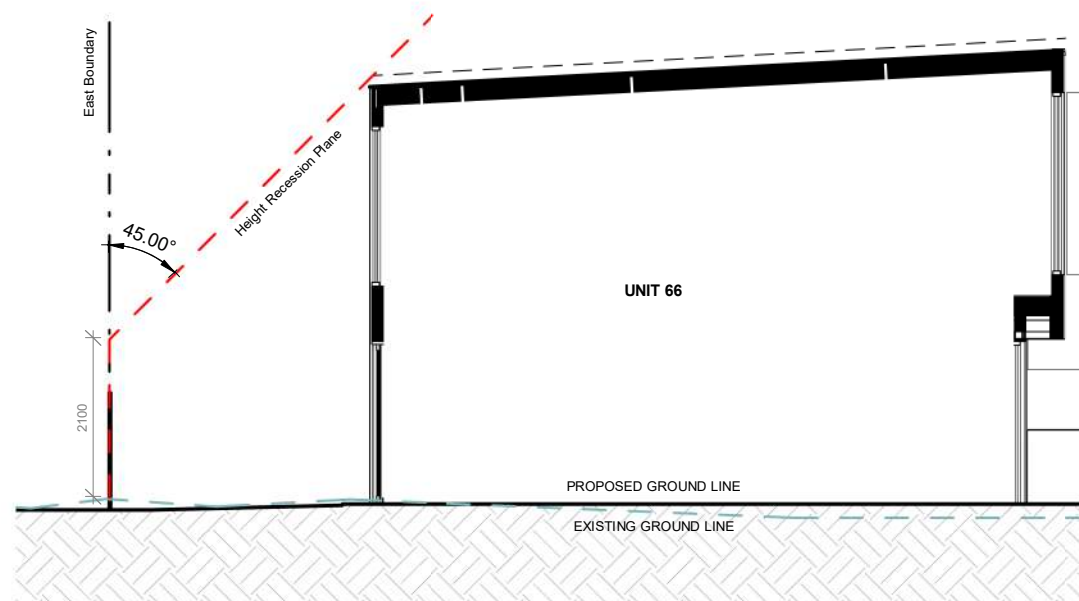 East Boundary
Height Recession Plane
45.00°
UNIT 66
2100
PROPOSED GROUND LINE
EXISTING GROUND LINE